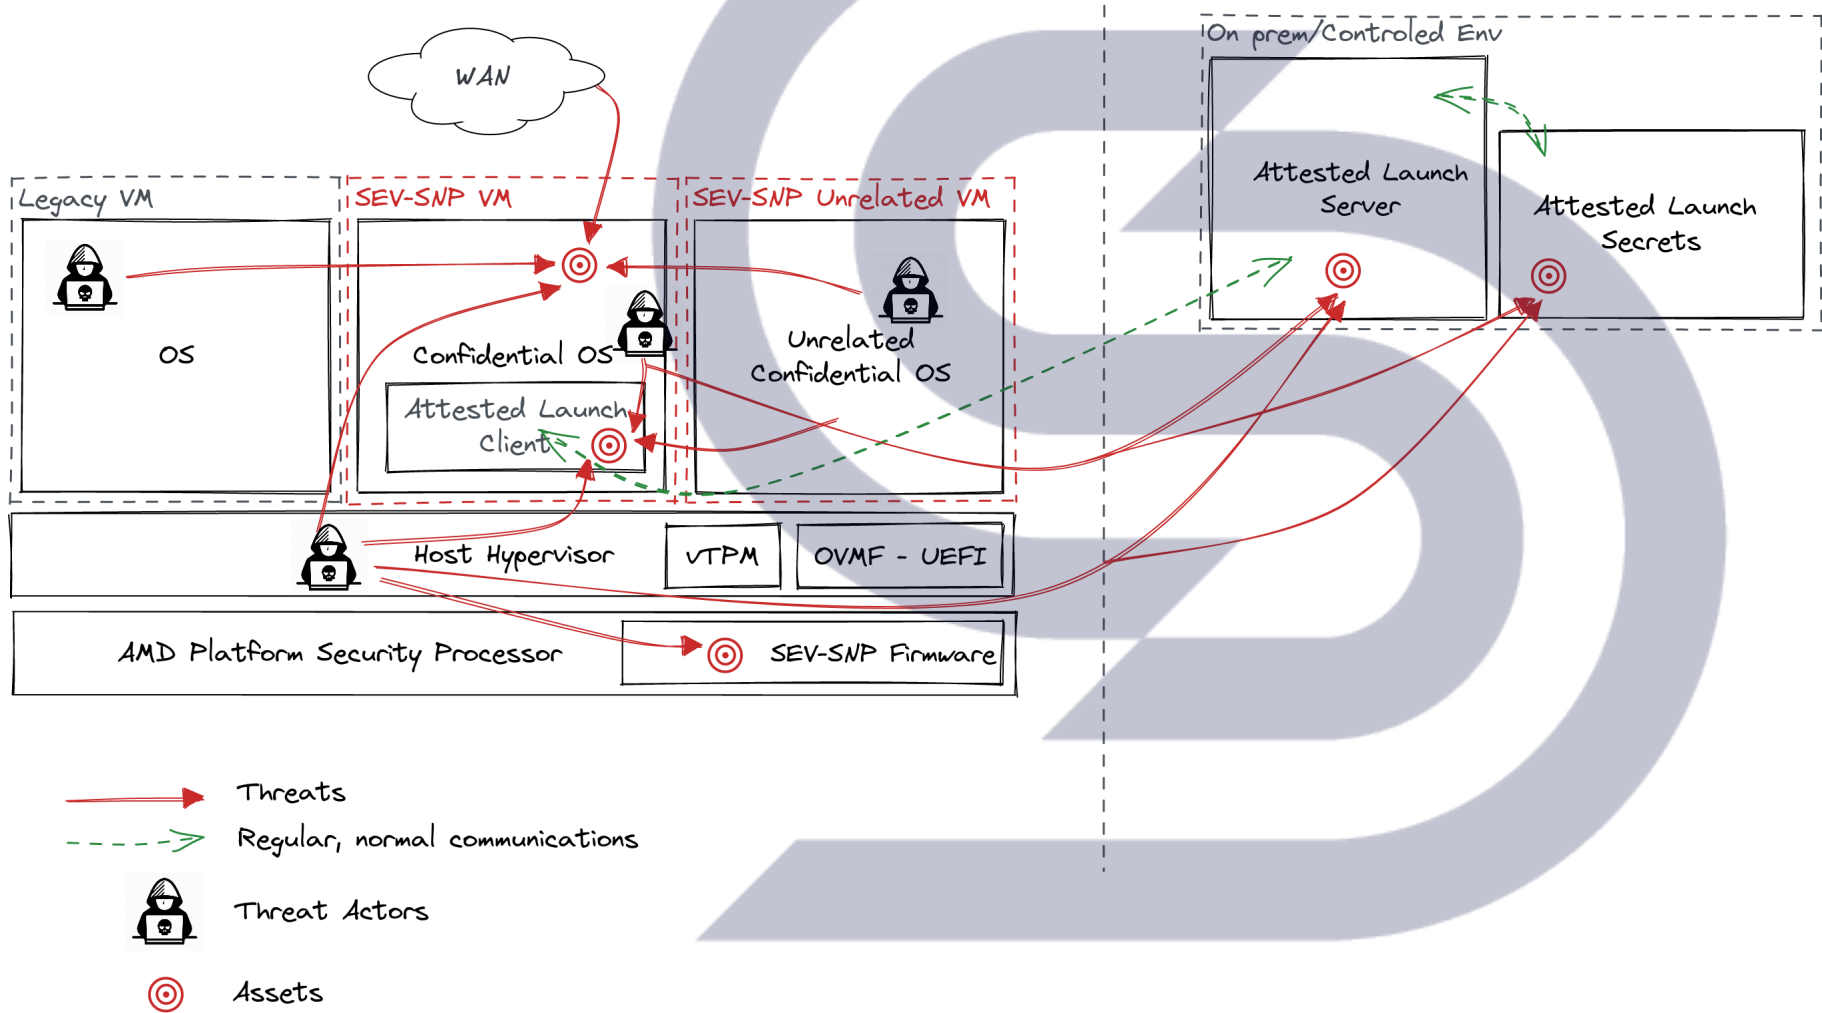 WAN
On prem/Controled Env
Attested Launch
Server
Attested Launch
Secrets
Legacy VM
OS
SEV-SNP VM
Confidential OS
Attested Launch
Client
SEV-SNP Unrelated VM
Unrelated
Confidential OS
Host Hypervisor
vTPM
OVMF - UEFI
AMD Platform Security Processor
SEV-SNP Firmware
Threats
Regular, normal communications
Threat Actors
Assets